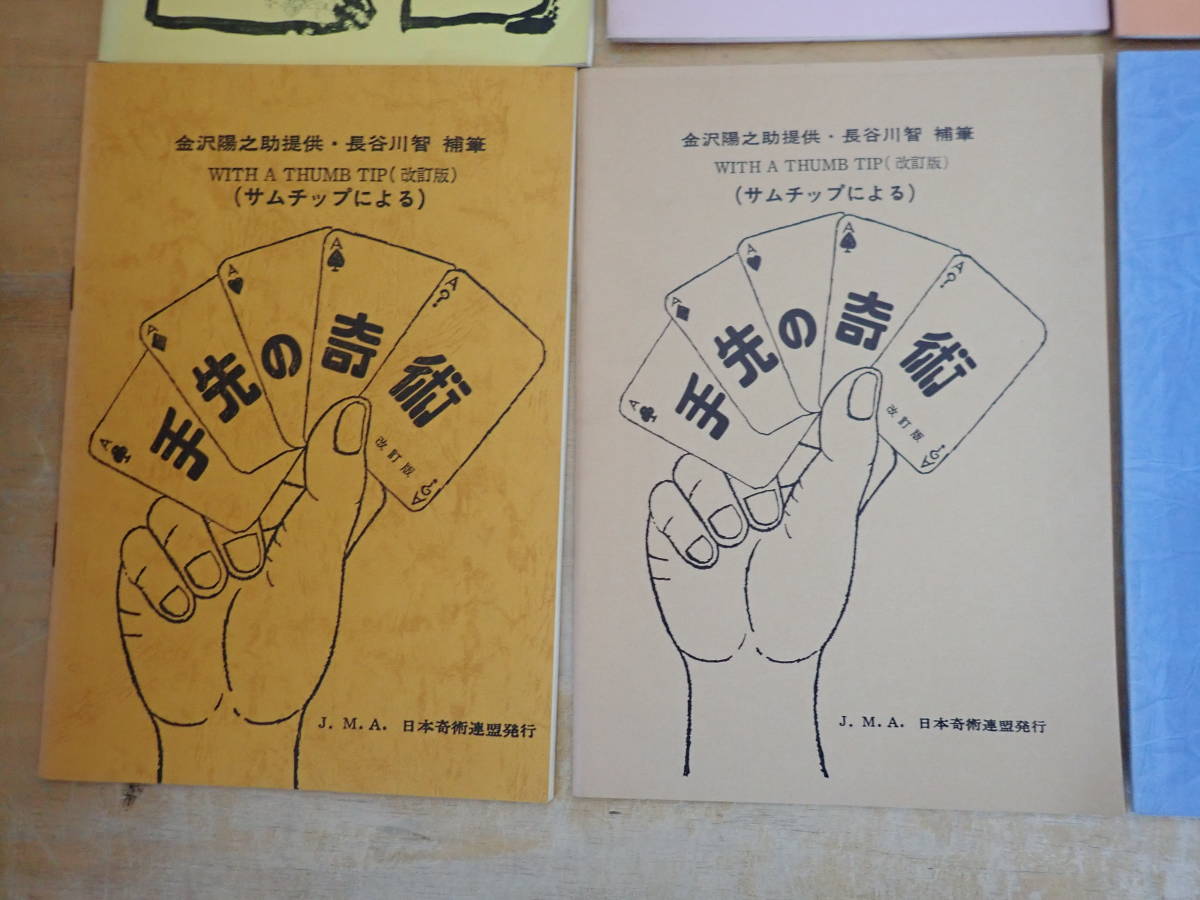 金沢陽之助提供・長谷川智 補筆
WITH A THUMB TIP(改訂版)
(サムチップによる)
A
A
A
A
A
?
手先の奇術
改訂版
A
?
J. M. A. 日本奇術連盟発行
金沢陽之助提供・長谷川智 補筆
WITH A THUMB TIP(改訂版)
(サムチップによる)
A
A
A
A
A
?
手先の奇術
改訂版
A
?
J. M. A. 日本奇術連盟発行